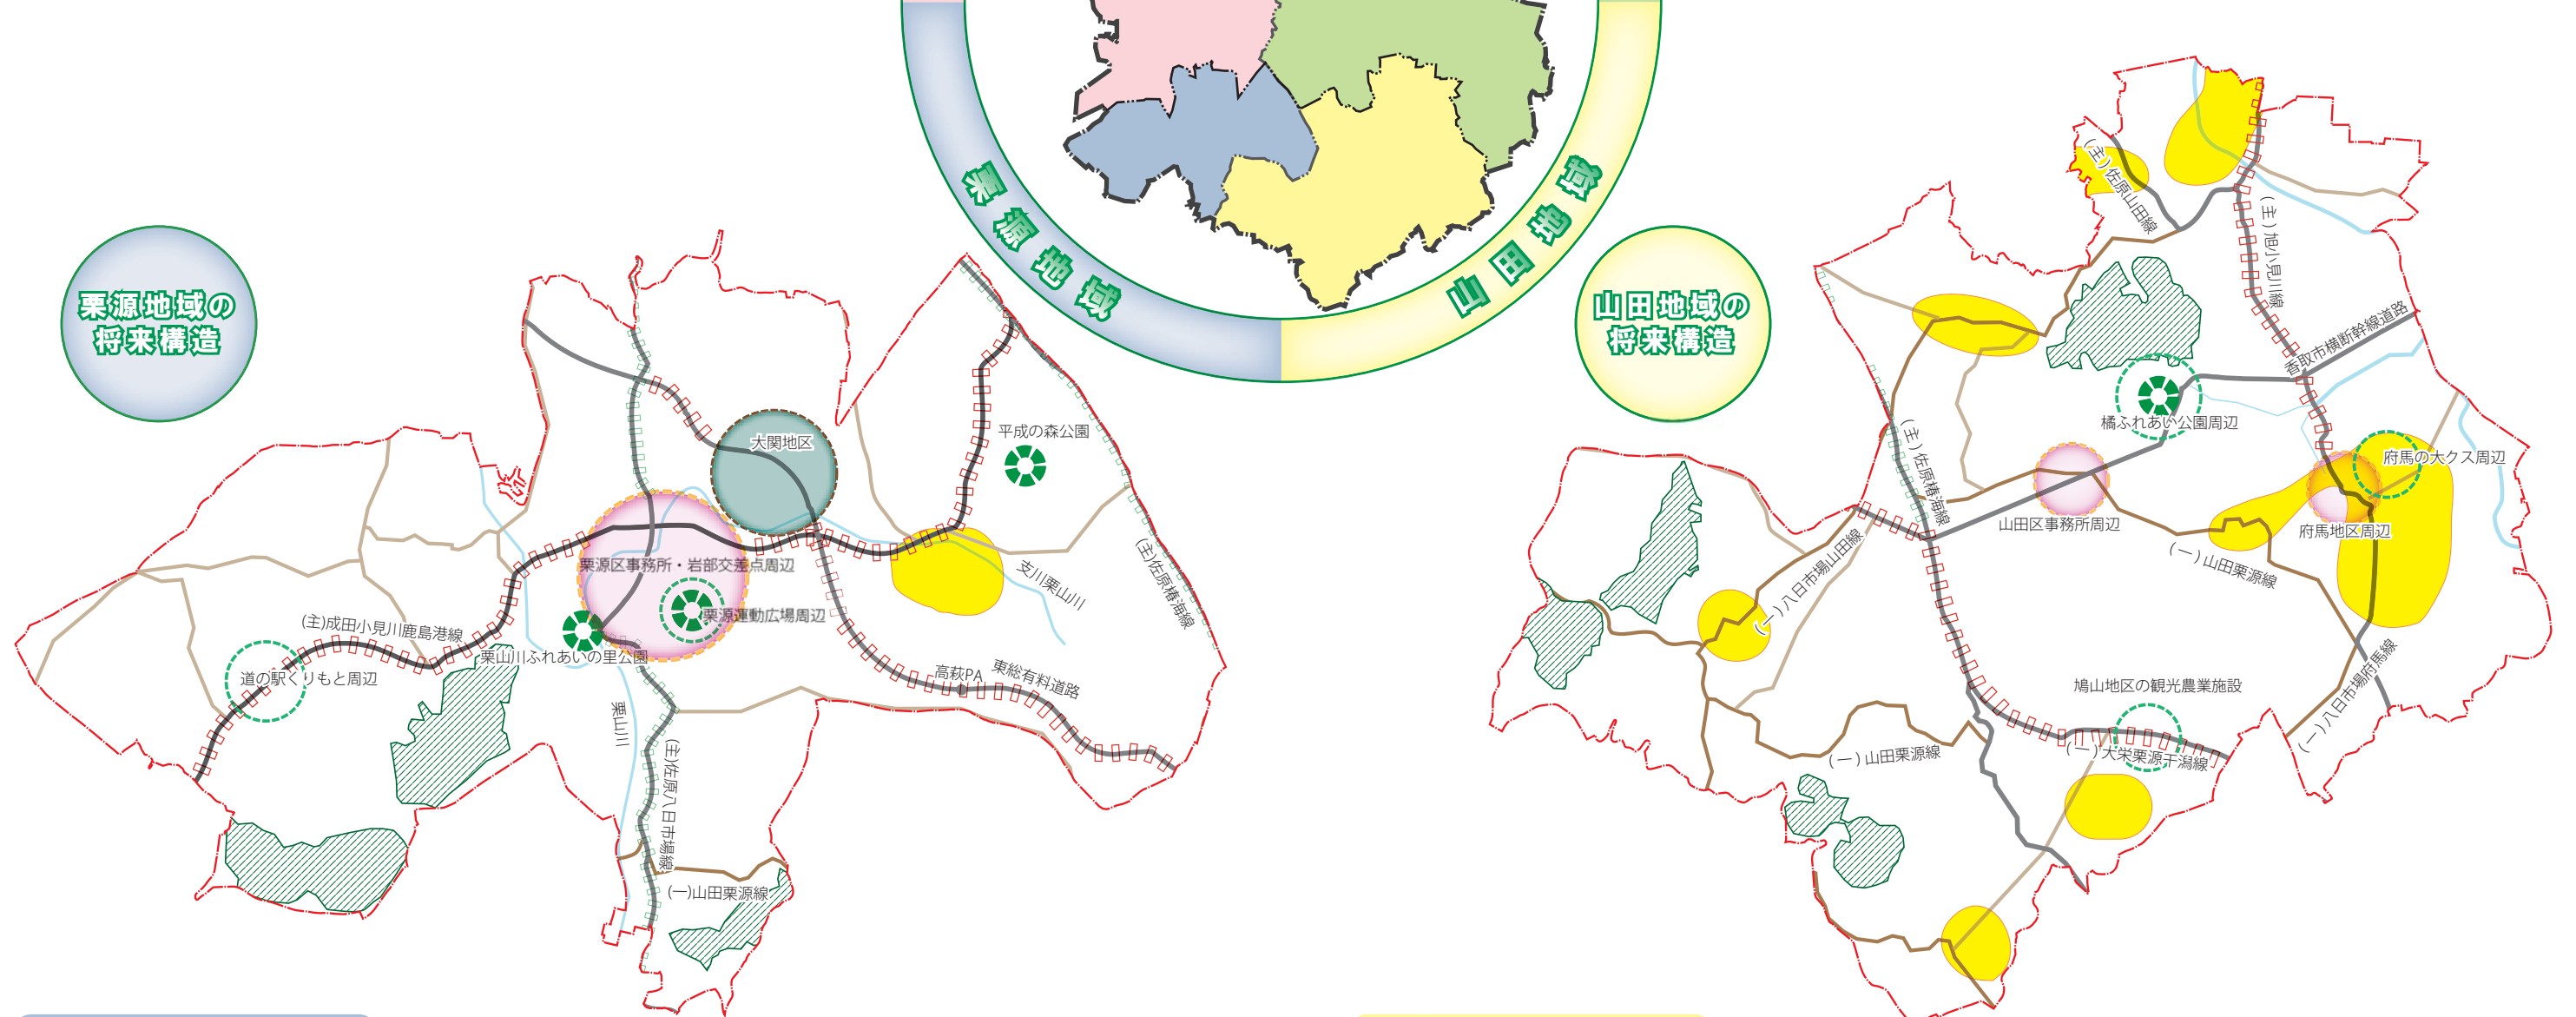 栗源地域
山田地域
栗源地域の
将来構造
大関地区
平成の森公園
栗源区事務所・岩部交差点周辺
栗源運動広場周辺
支川栗山川
(主)佐原椿海線
(主)成田小見川鹿島港線
栗山川ふれあいの里公園
道の駅くりもと周辺
高萩PA
東総有料道路
栗山川
(主)佐原八日市場線
(一)山田栗源線
山田地域の
将来構造
(主)佐原山田線
(主)旭小見川線
香取市横断幹線道路
橘ふれあい公園周辺
(主)佐原椿海線
府馬の大クス周辺
山田区事務所周辺
府馬地区周辺
(一)八日市場山田線
(一)山田栗源線
鳩山地区の観光農業施設
(一)八日市場府馬線
(一)山田栗源線
(一)大栄栗源干潟線